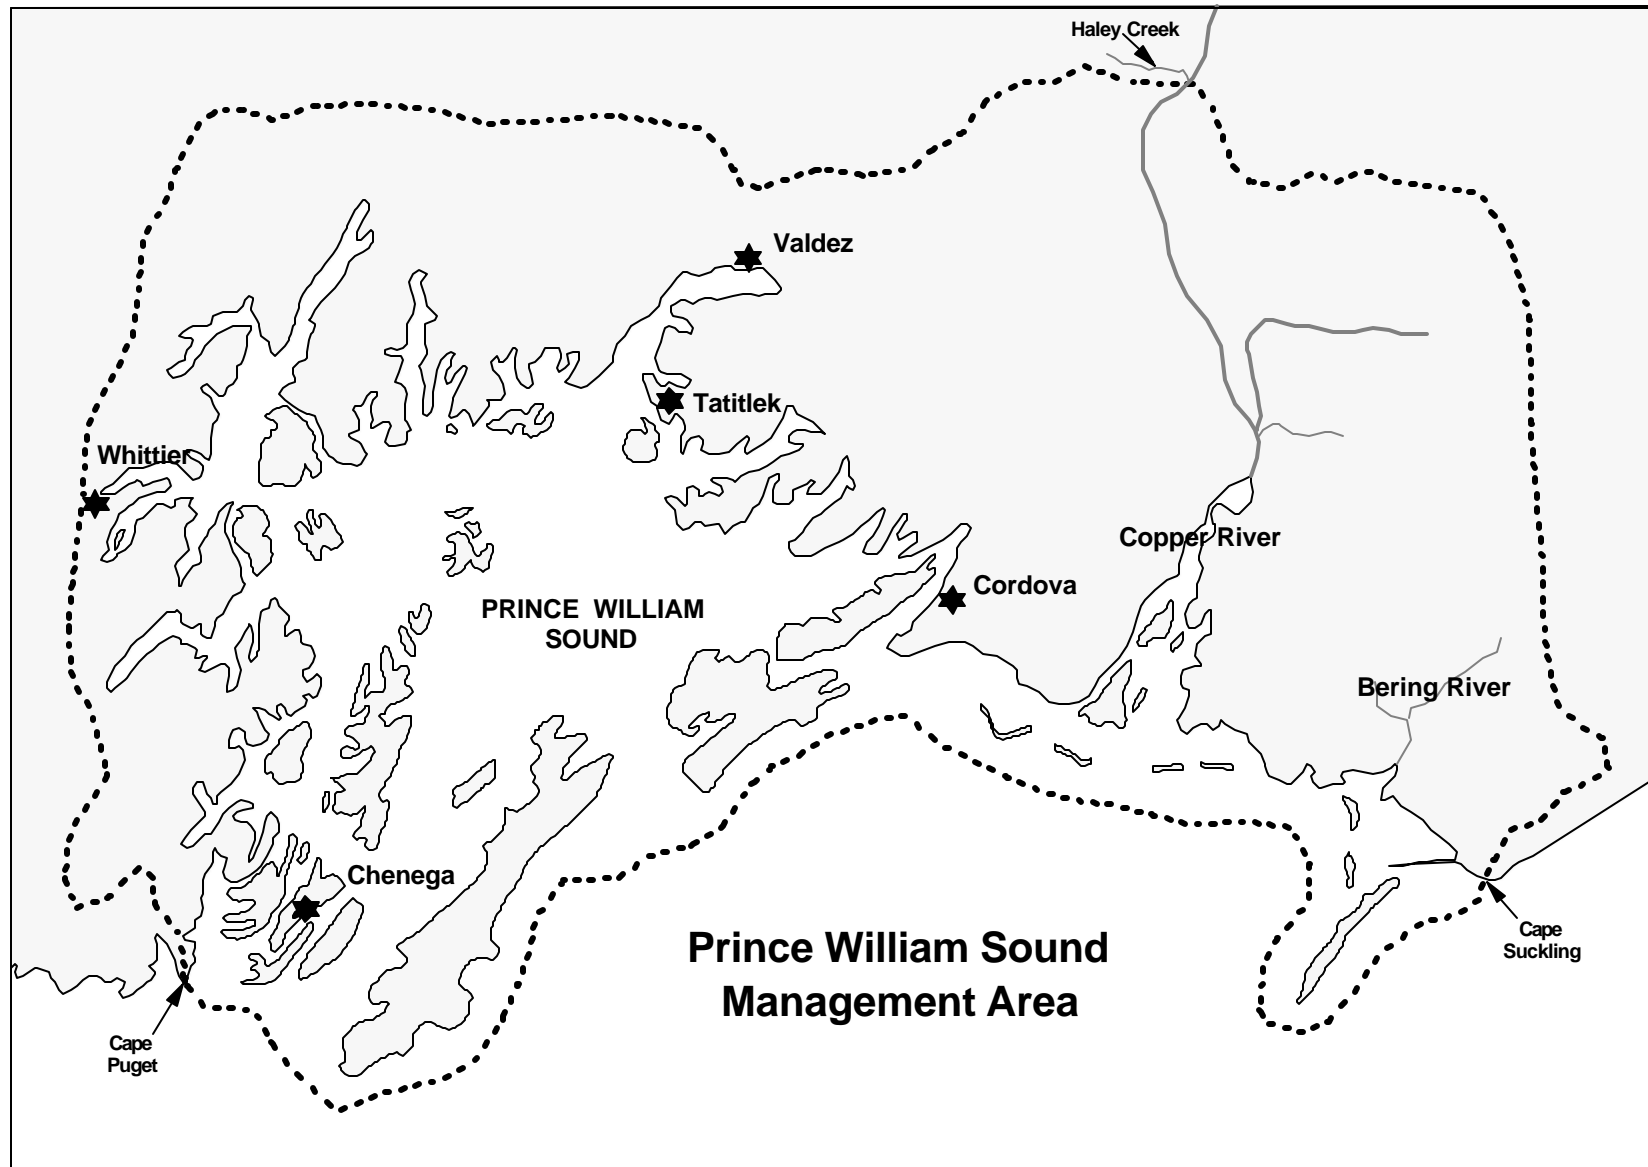 Haley Creek
Valdez
Tatitlek
Whittier
Copper River
Cordova
PRINCE WILLIAM
SOUND
Bering River
Chenega
Prince William Sound
Management Area
Cape
Suckling
Cape
Puget